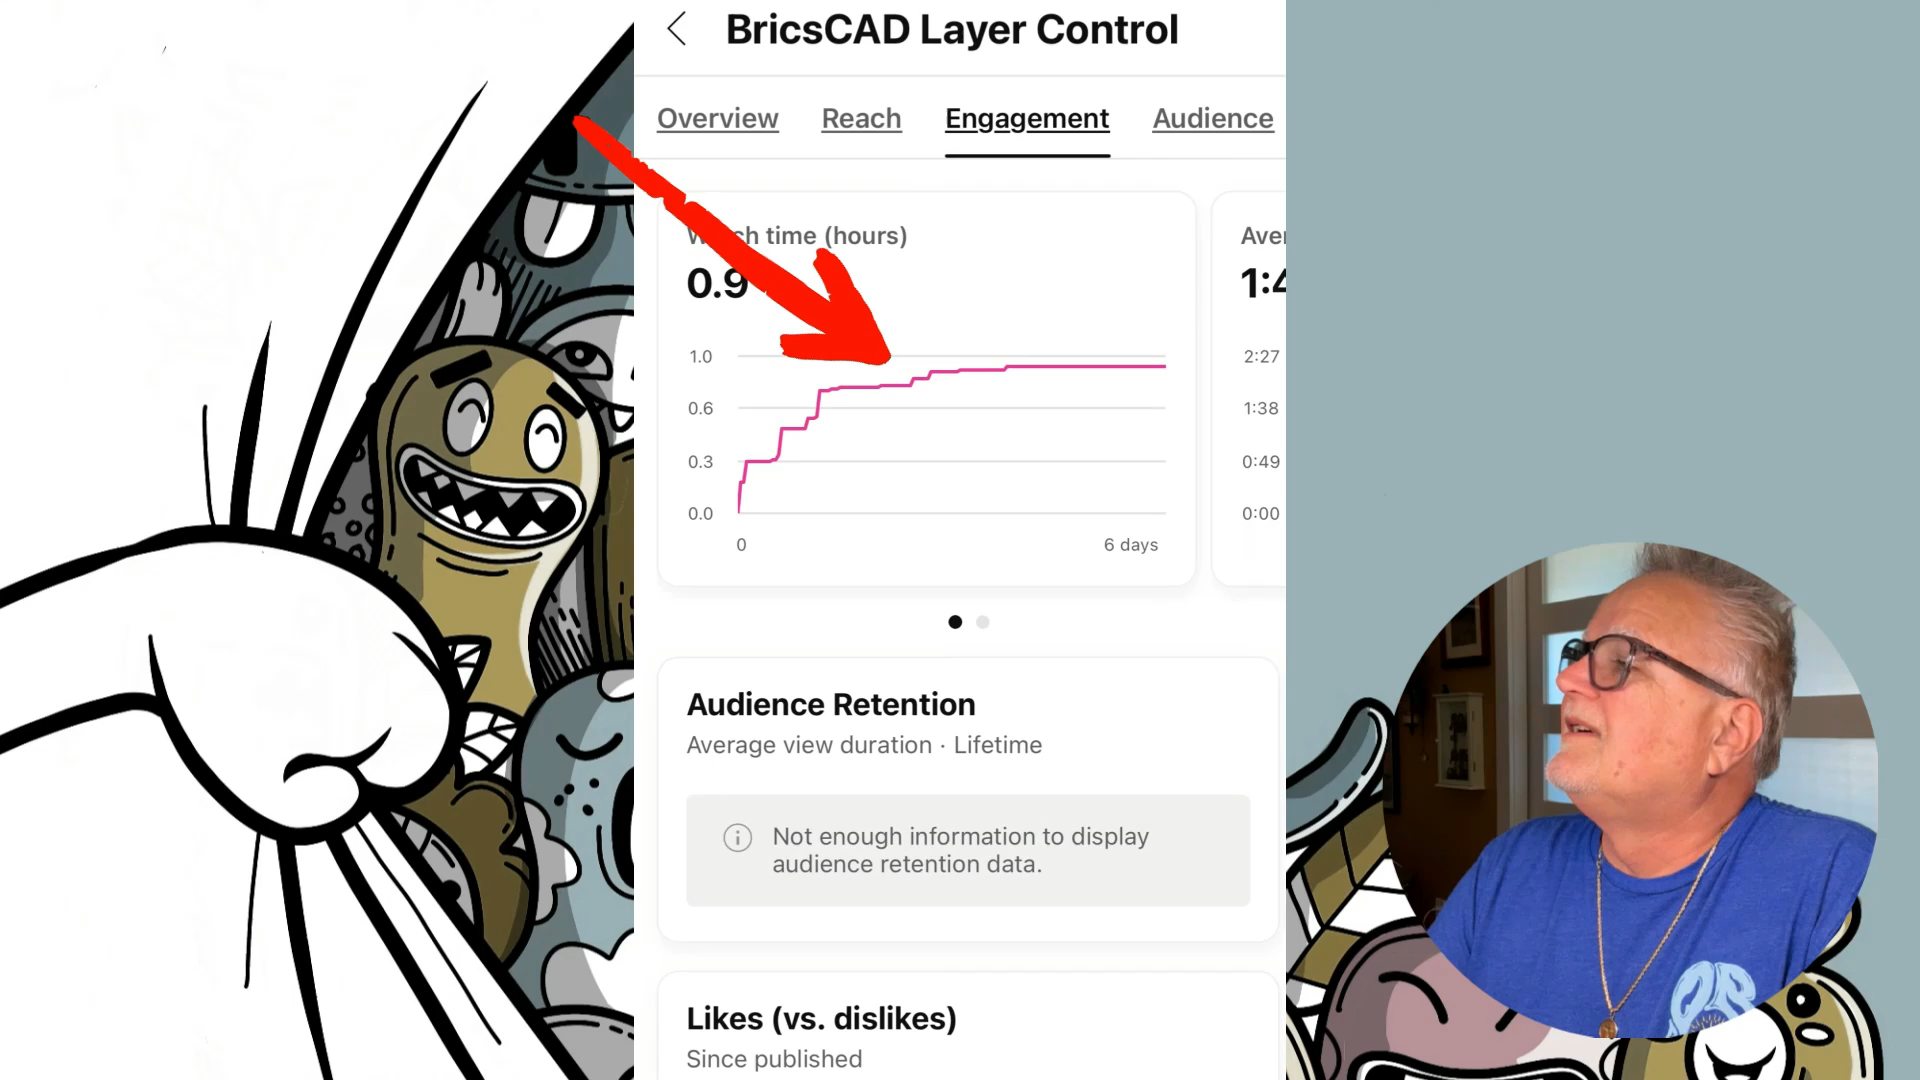 BricsCAD Layer Control
Overview Reach Engagement Audience
ch time (hours)
0.9
1.0
0.6
0.3
0.0
0 6 days
1:4
2:27
1:38
0:49
0:00
Audience Retention
Average view duration · Lifetime
Not enough information to display
audience retention data.
Likes (vs. dislikes)
Since published